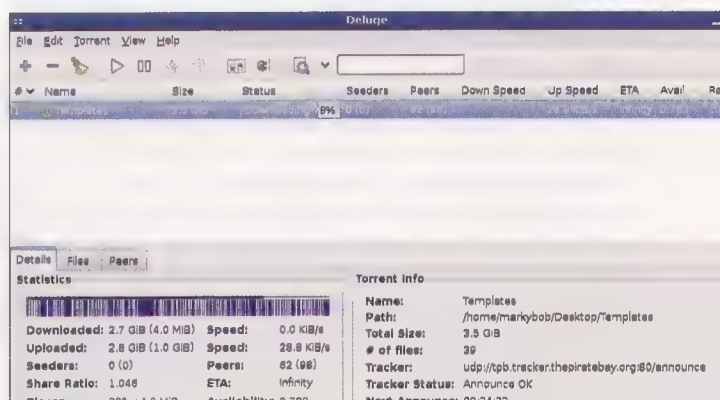 Deluge
File Edit Torrent View Help
# Name Size Status Seeders Peers Down Speed Up Speed ETA Avail
Templates 8% 0 (0)
Details Files Peers
Statistics
Torrent Info
Downloaded: 2.7 GiB (4.0 MiB) Speed: 0.0 KiB/s
Uploaded: 2.8 GiB (1.0 GiB) Speed: 28.8 KiB/s
Seeders: 0 (0) Peers: 62 (98)
Share Ratio: 1.046 ETA: Infinity
Name: Templates
Path: /home/markybob/Desktop/Templates
Total Size: 3.5 GiB
# of files: 39
Tracker: udp://tpb.tracker.thepiratebay.org:80/announce
Tracker Status: Announce OK